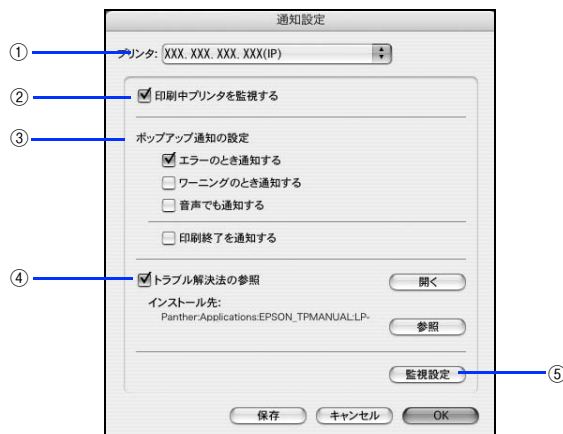 通知設定
① プリンタ: XXX. XXX. XXX. XXX(IP)
② 印刷中プリンタを監視する
③ ポップアップ通知の設定
エラーのとき通知する
ワーニングのとき通知する
音声でも通知する
印刷終了を通知する
④ トラブル解決法の参照 開く
インストール先:
Panther:Applications:EPSON_TPMANUAL:LP-
参照
監視設定 ⑤
保存 キャンセル OK